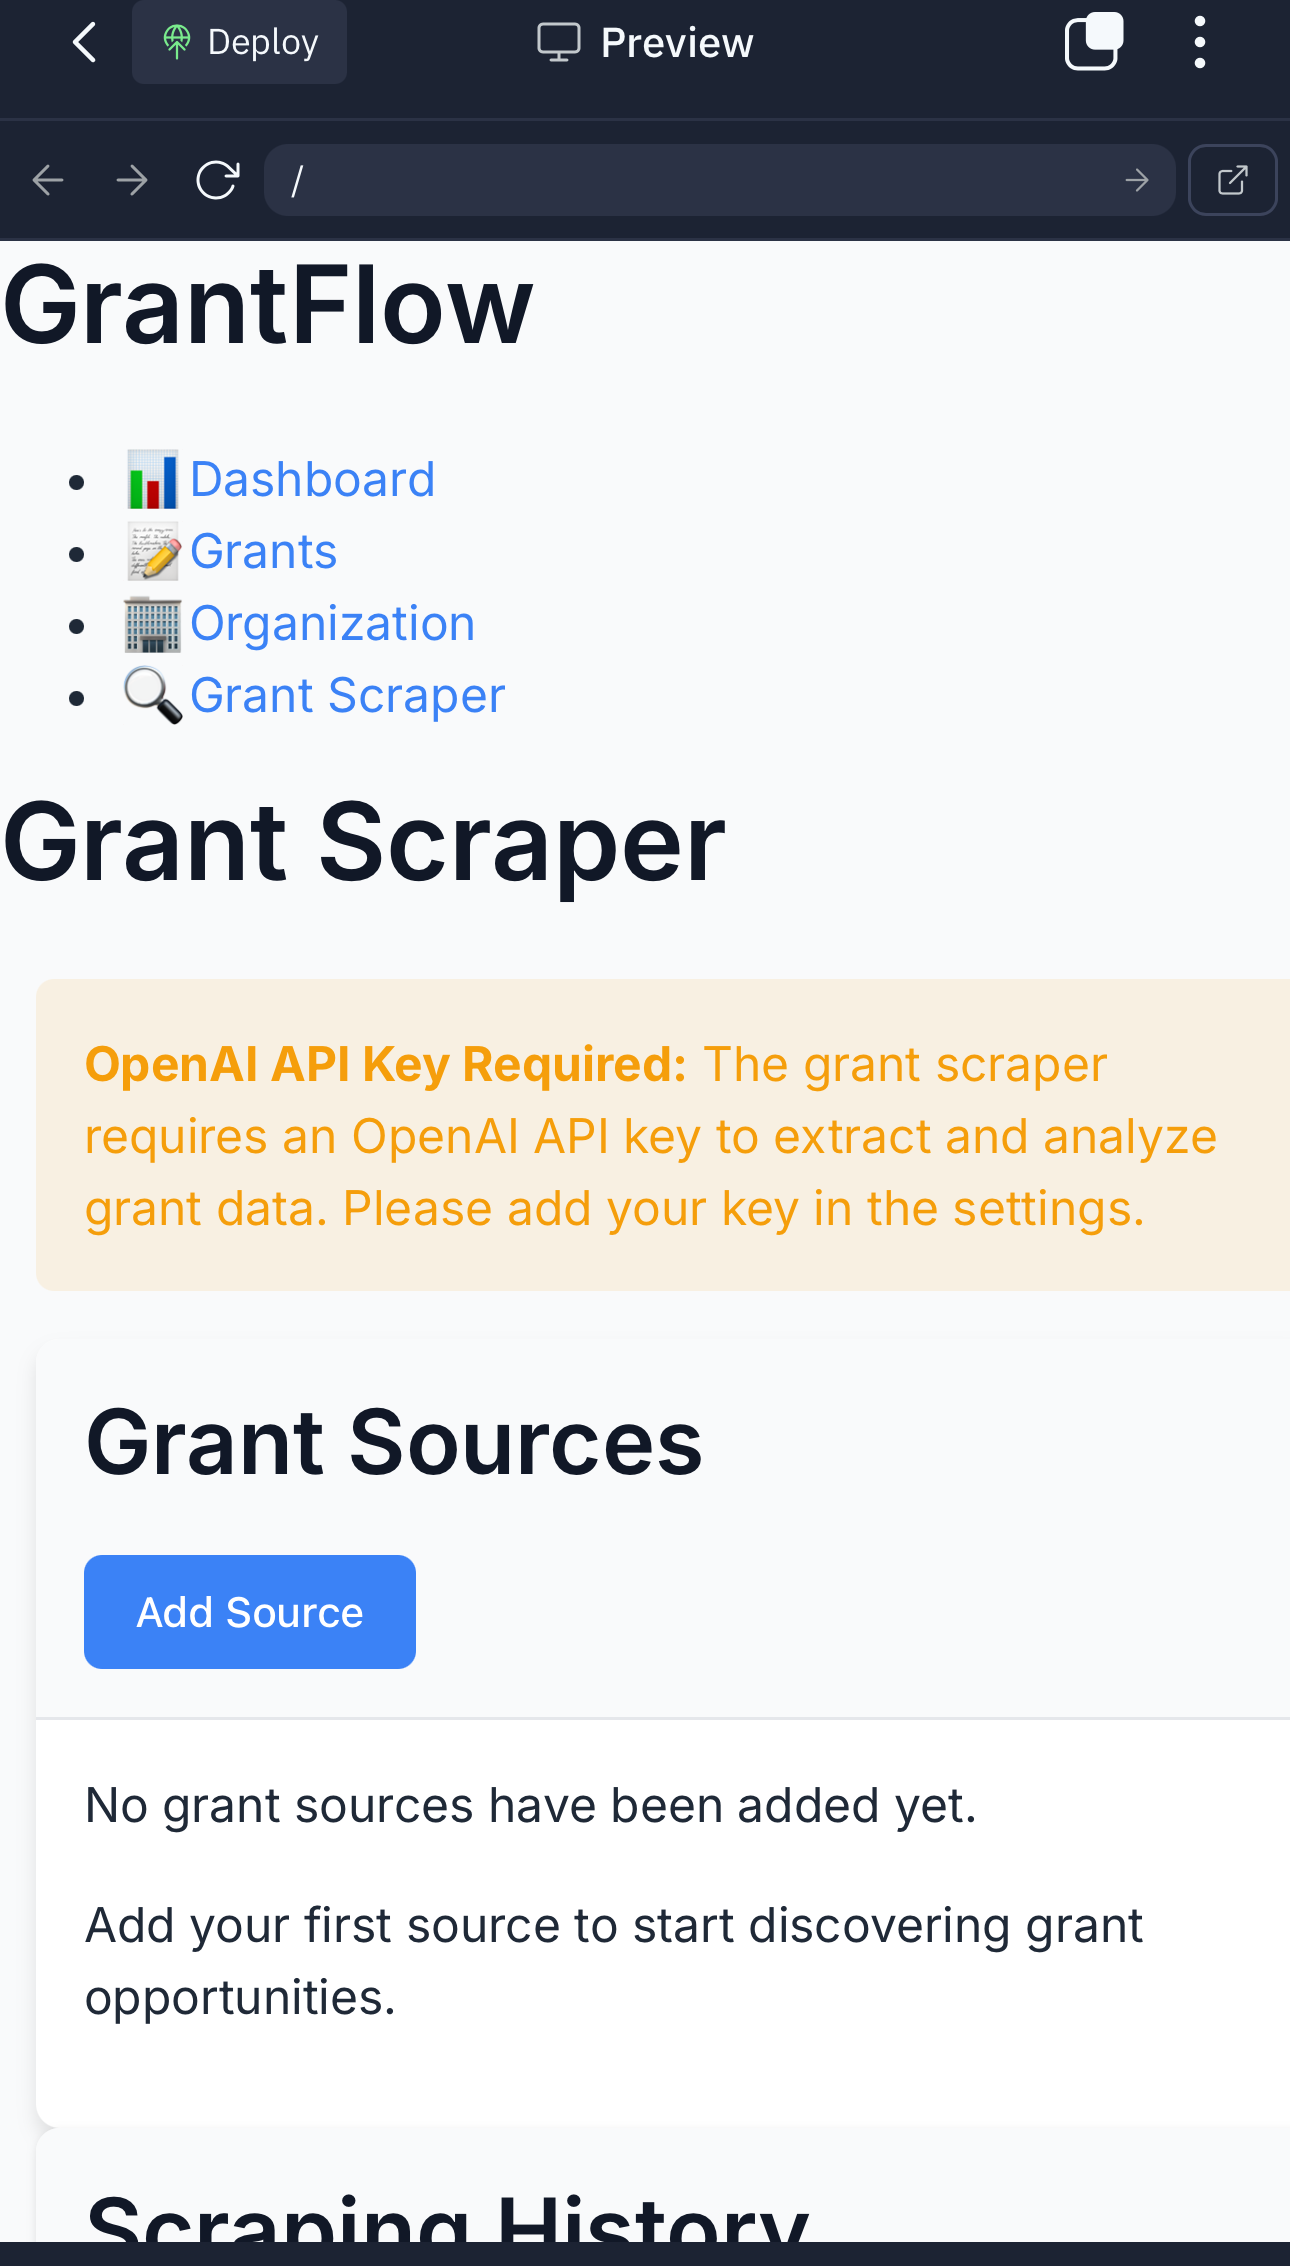 Deploy
Preview
/
GrantFlow
Dashboard
Grants
Organization
Grant Scraper
Grant Scraper
OpenAI API Key Required: The grant scraper
requires an OpenAI API key to extract and analyze
grant data. Please add your key in the settings.
Grant Sources
Add Source
No grant sources have been added yet.
Add your first source to start discovering grant
opportunities.
Scraping History